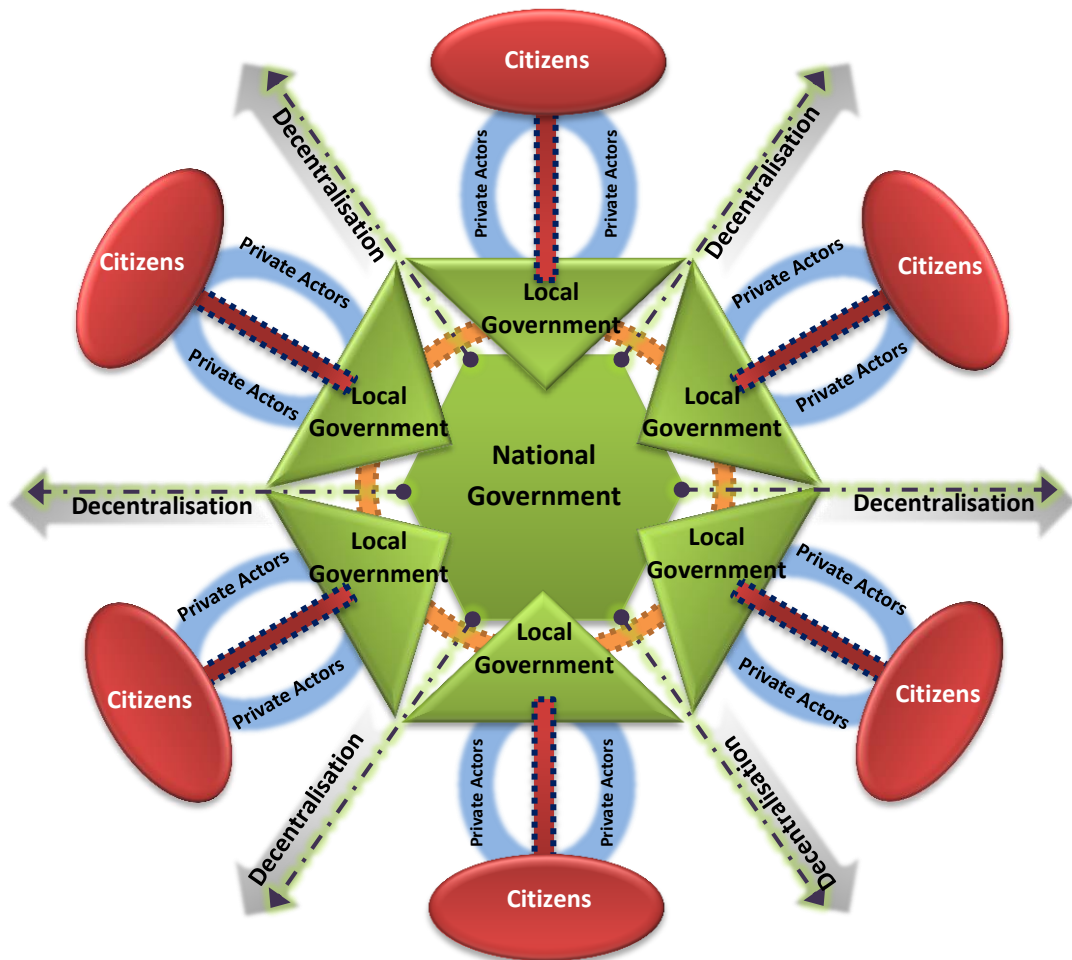 Citizens
Decentralisation
Private Actors
Private Actors
Decentralisation
Citizens
Private Actors
Private Actors
Citizens
Private Actors
Private Actors
Local
Government
Local
Government
Local
Government
National
Government
Decentralisation
Decentralisation
Local
Government
Local
Government
Private Actors
Private Actors
Local
Government
Private Actors
Private Actors
Citizens
Citizens
Decentralisation
Private Actors
Private Actors
Decentralisation
Citizens